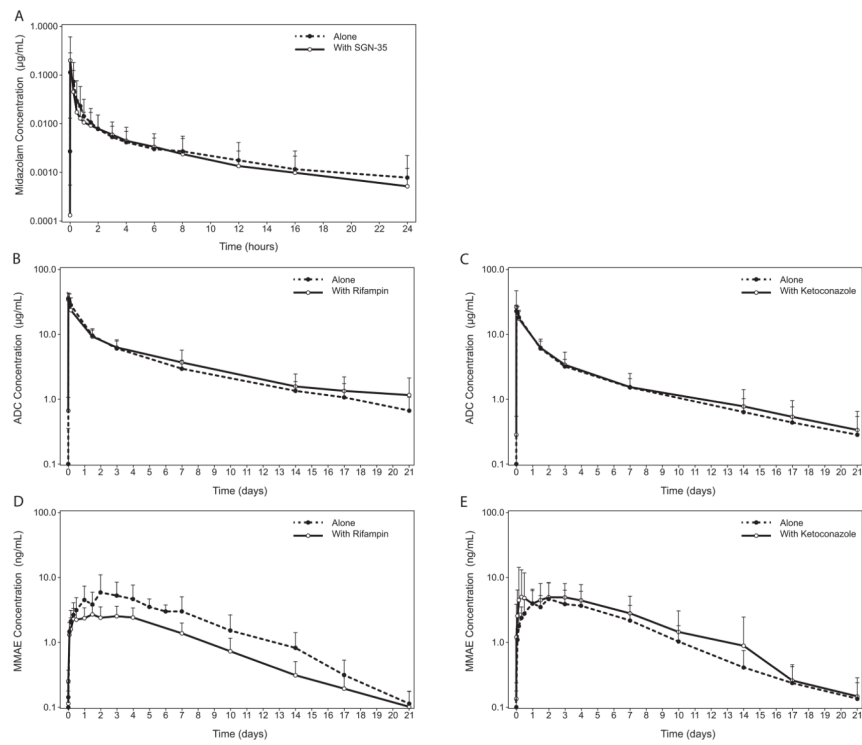 A
1.0000
0.1000
0.0100
0.0010
0.0001
Midazolam Concentration (μg/mL)
Alone
With SGN-35
0 2 4 6 8 10 12 14 16 18 20 22 24
Time (hours)
B
100.0
10.0
1.0
0.1
ADC Concentration (μg/mL)
Alone
With Rifampin
0 1 2 3 4 5 6 7 8 9 10 11 12 13 14 15 16 17 18 19 20 21
Time (days)
C
100.0
10.0
1.0
0.1
ADC Concentration (μg/mL)
Alone
With Ketoconazole
0 1 2 3 4 5 6 7 8 9 10 11 12 13 14 15 16 17 18 19 20 21
Time (days)
D
100.0
10.0
1.0
0.1
MMAE Concentration (ng/mL)
Alone
With Rifampin
0 1 2 3 4 5 6 7 8 9 10 11 12 13 14 15 16 17 18 19 20 21
Time (days)
E
100.0
10.0
1.0
0.1
MMAE Concentration (ng/mL)
Alone
With Ketoconazole
0 1 2 3 4 5 6 7 8 9 10 11 12 13 14 15 16 17 18 19 20 21
Time (days)